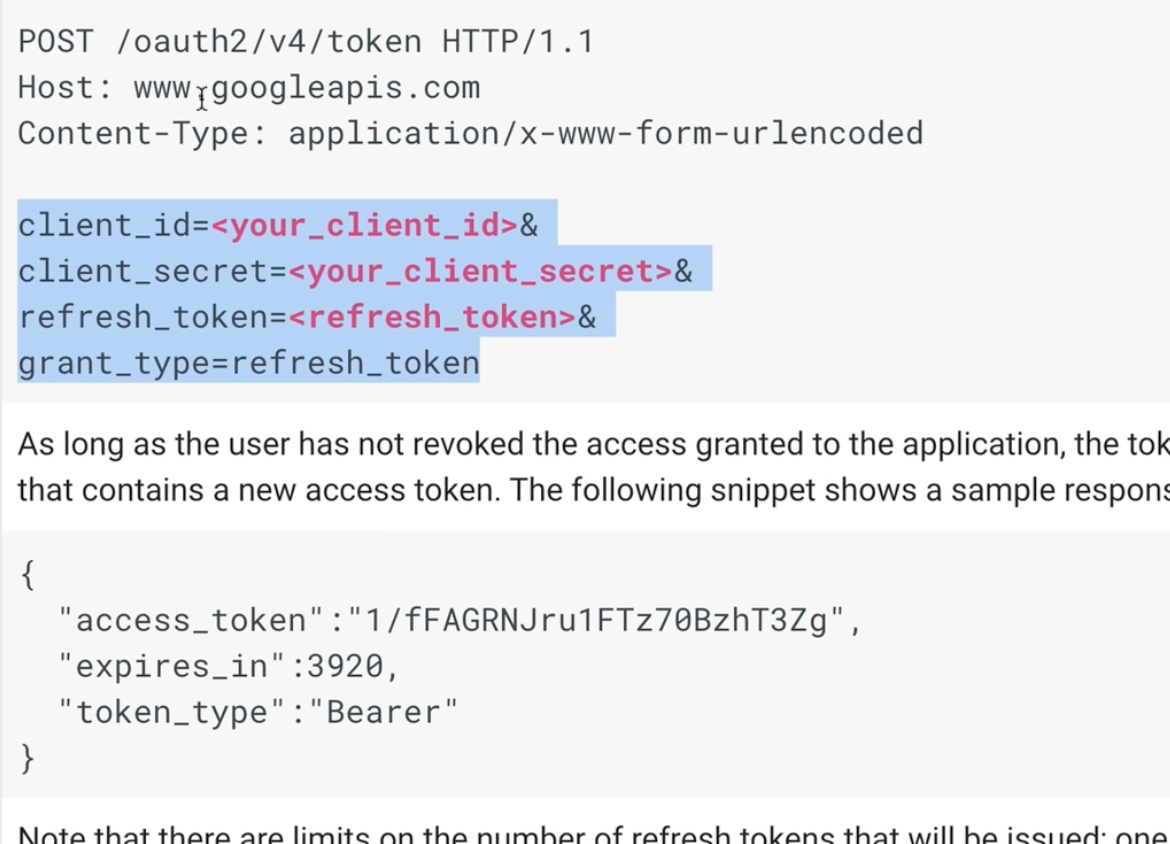 POST /oauth2/v4/token HTTP/1.1
Host: www.googleapis.com
Content-Type: application/x-www-form-urlencoded
client_id=<your_client_id>&
client_secret=<your_client_secret>&
refresh_token=<refresh_token>&
grant_type=refresh_token
As long as the user has not revoked the access granted to the application, the tok
that contains a new access token. The following snippet shows a sample respons
{
"access_token":"1/fFAGRNJru1FTz70BzhT3Zg",
"expires_in":3920,
"token_type":"Bearer"
}
Note that there are limits on the number of refresh tokens that will be issued; one